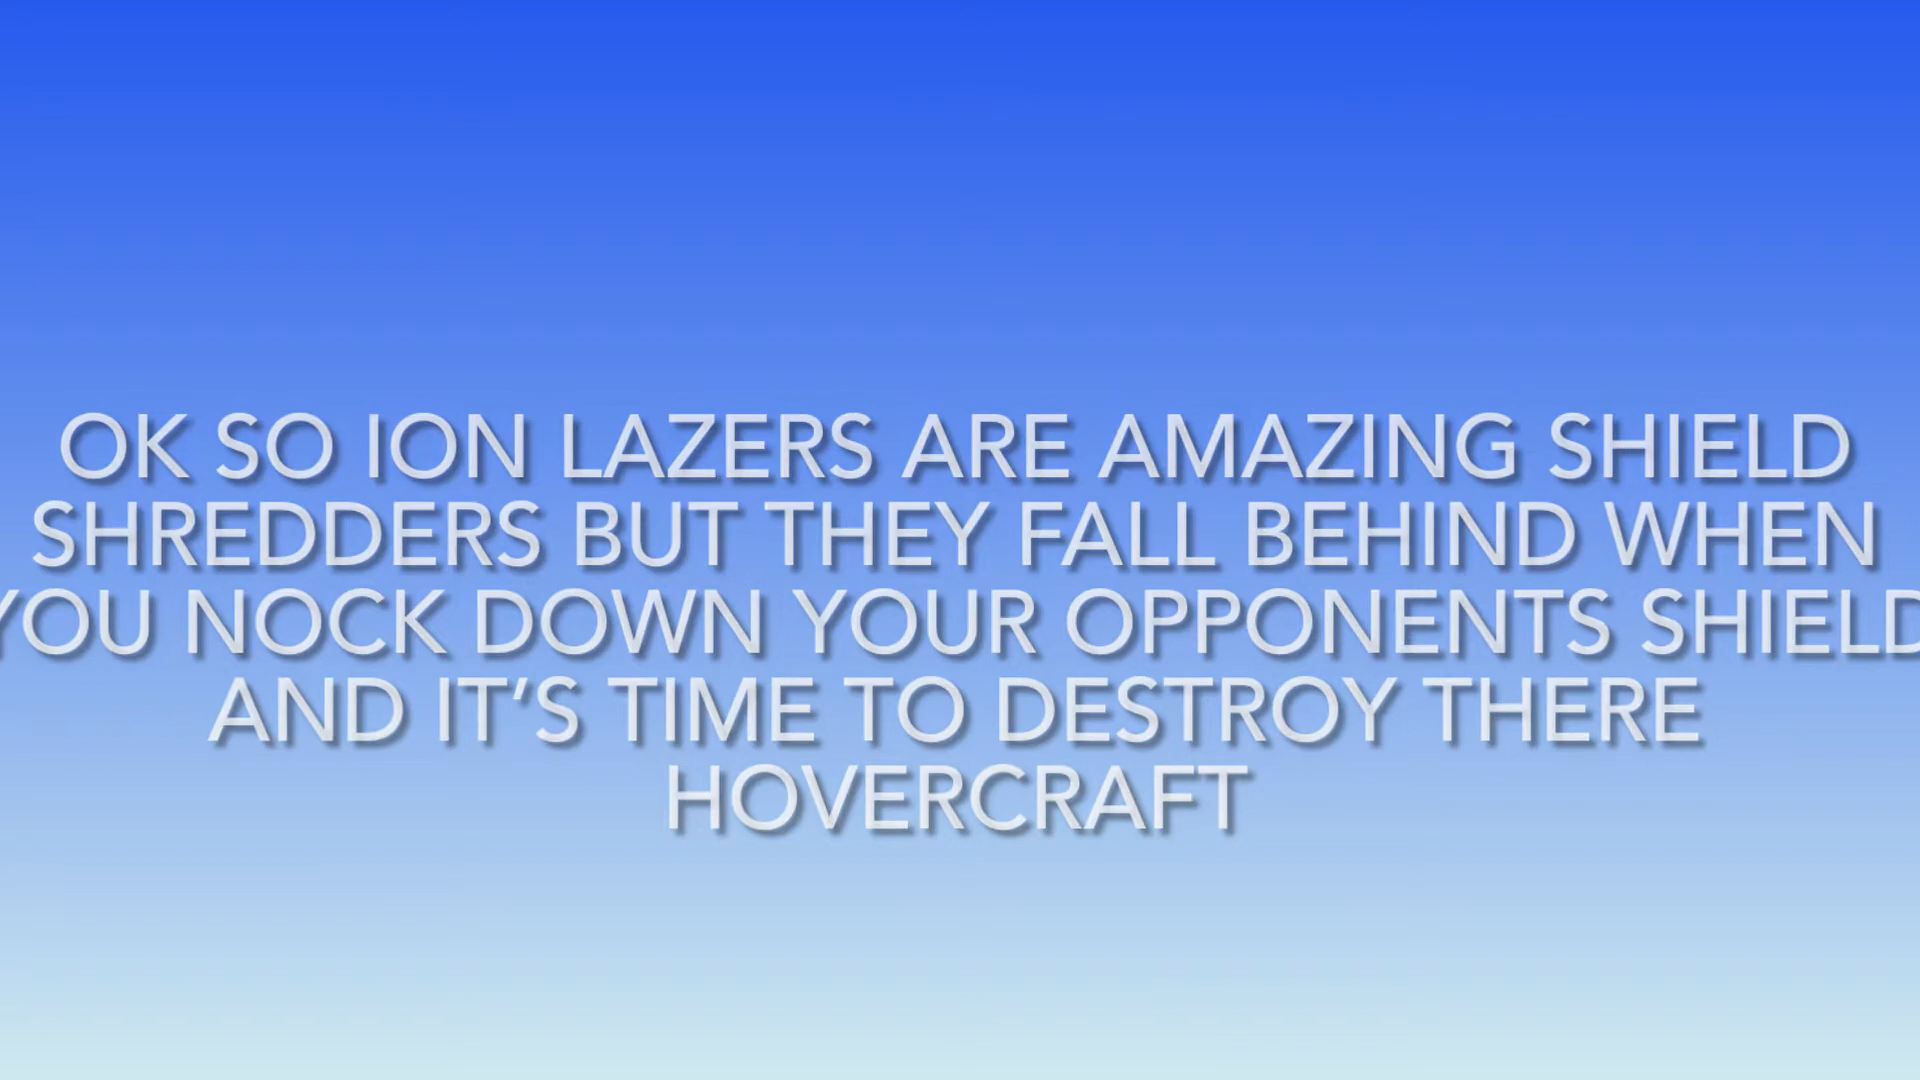 OK SO ION LAZERS ARE AMAZING SHIELD
SHREDDERS BUT THEY FALL BEHIND WHEN
YOU NOCK DOWN YOUR OPPONENTS SHIELD
AND IT’S TIME TO DESTROY THERE
HOVERCRAFT